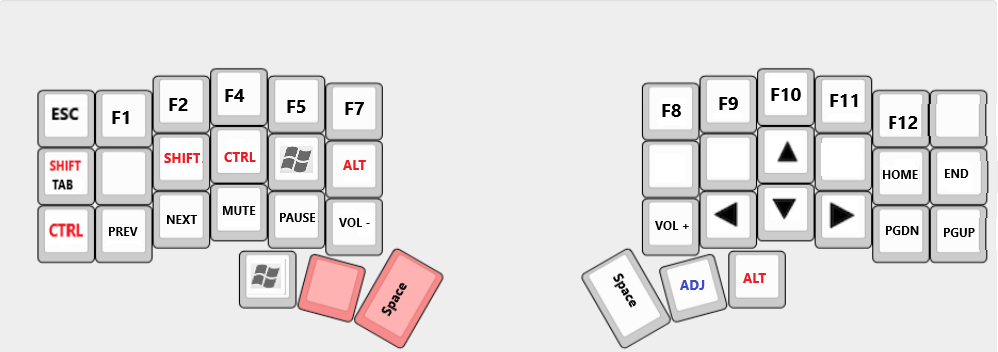 ESC F1 F2 F4 F5 F7 F8 F9 F10 F11 F12
SHIFT
TAB
SHIFT CTRL ALT HOME END
CTRL PREV NEXT MUTE PAUSE VOL - VOL + PGDN PGUP
Space Space ADJ ALT